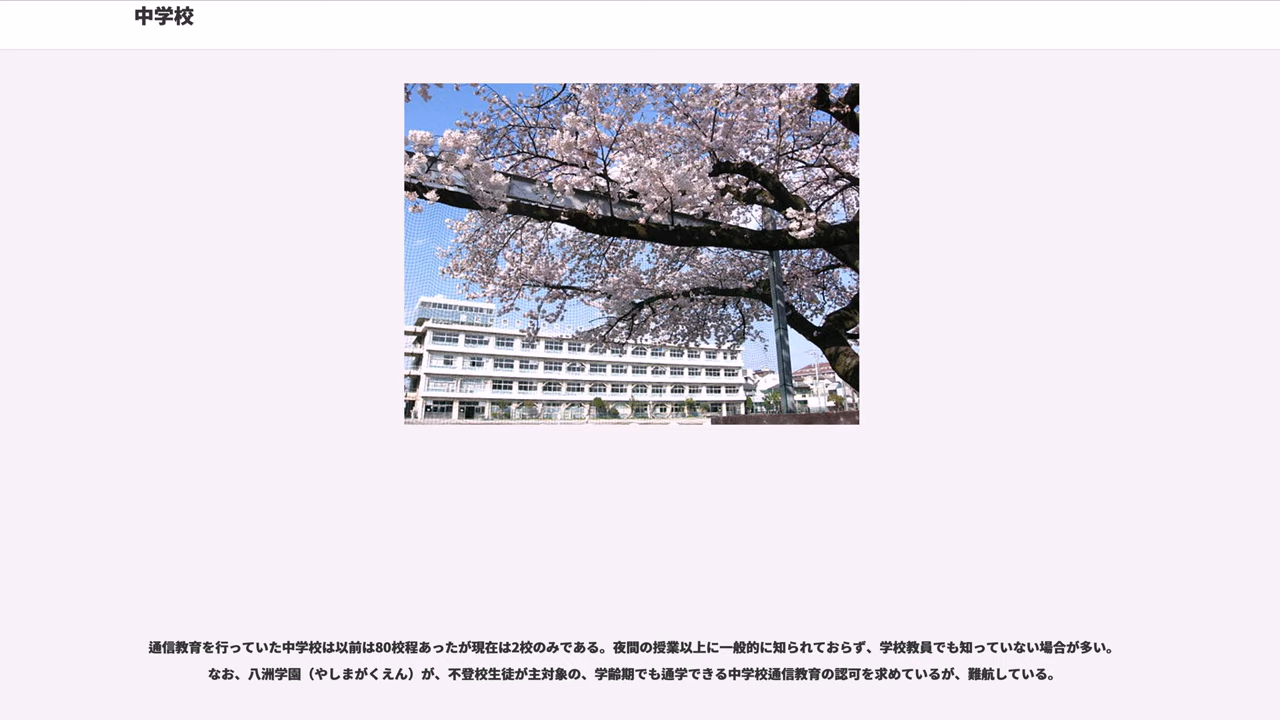 中学校
通信教育を行っていた中学校は以前は80校程あったが現在は2校のみである。夜間の授業以上に一般的に知られておらず、学校教員でも知っていない場合が多い。
なお、八洲学園（やしまがくえん）が、不登校生徒が主対象の、学齢期でも通学できる中学校通信教育の認可を求めているが、難航している。